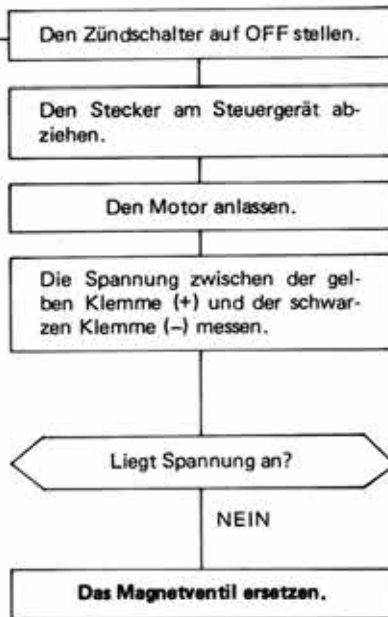 Den Zündschalter auf OFF stellen.
Den Stecker am Steuergerät ab-
ziehen.
Den Motor anlassen.
Die Spannung zwischen der gel-
ben Klemme (+) und der schwar-
zen Klemme (−) messen.
Liegt Spannung an?
NEIN
Das Magnetventil ersetzen.